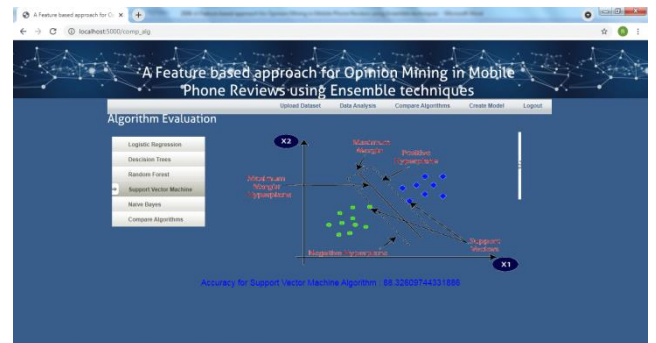 A Feature based approach for Op
localhost:5000/comp_alg
A Feature based approach for Opinion Mining in Mobile
Phone Reviews using Ensemble techniques
Upload Dataset Data Analysis Compare Algorithms Create Model Logout
Algorithm Evaluation
Logistic Regression
Descision Trees
Random Forest
Support Vector Machine
Naive Bayes
Compare Algorithms
X2
Maximum
Margin
Positive
Hyperplane
Maximum
Margin
Hyperplane
Support
Vectors
Negative Hyperplane
X1
Accuracy for Support Vector Machine Algorithm :